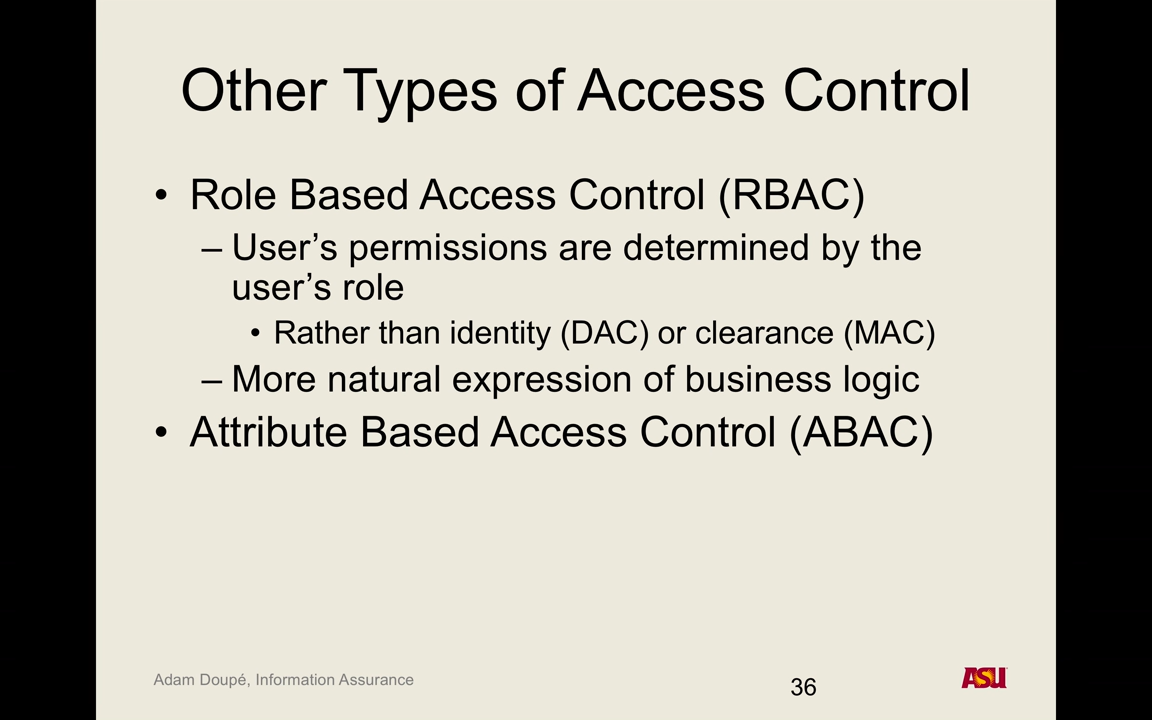 Other Types of Access Control
• Role Based Access Control (RBAC)
– User’s permissions are determined by the
user’s role
• Rather than identity (DAC) or clearance (MAC)
– More natural expression of business logic
• Attribute Based Access Control (ABAC)
Adam Doupé, Information Assurance
36
ASU